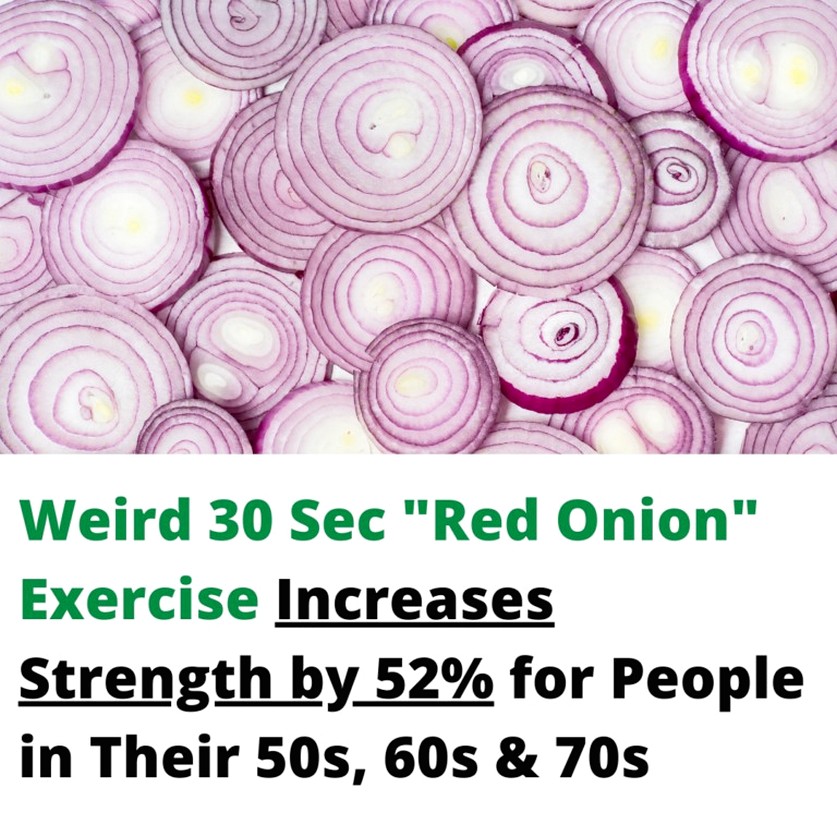 Weird 30 Sec "Red Onion"
Exercise Increases
Strength by 52% for People
in Their 50s, 60s & 70s